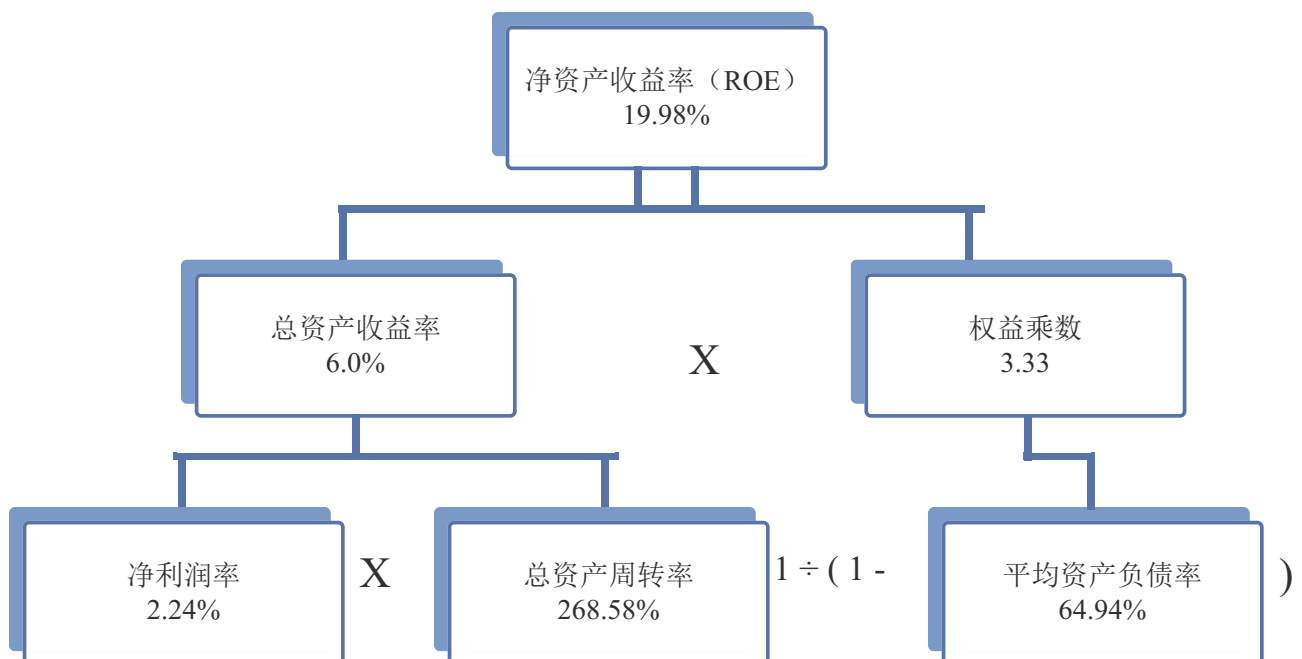 净资产收益率（ROE）
19.98%
总资产收益率
6.0%
X
权益乘数
3.33
净利润率
2.24%
X
总资产周转率
268.58%
1 ÷ ( 1 -
平均资产负债率
64.94%
)